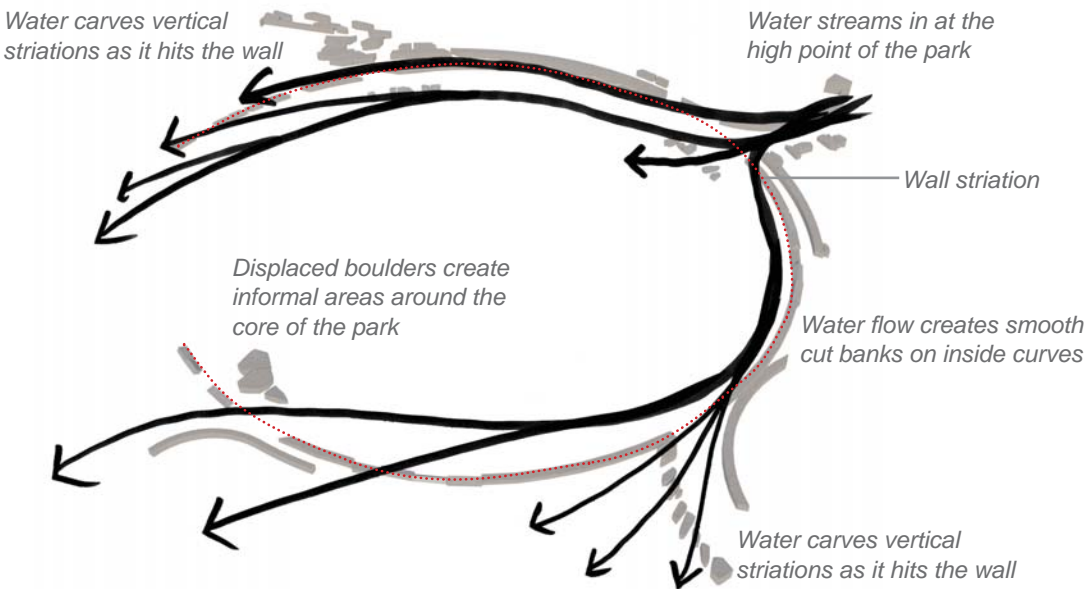 Water carves vertical
striations as it hits the wall
Water streams in at the
high point of the park
Wall striation
Displaced boulders create
informal areas around the
core of the park
Water flow creates smooth
cut banks on inside curves
Water carves vertical
striations as it hits the wall